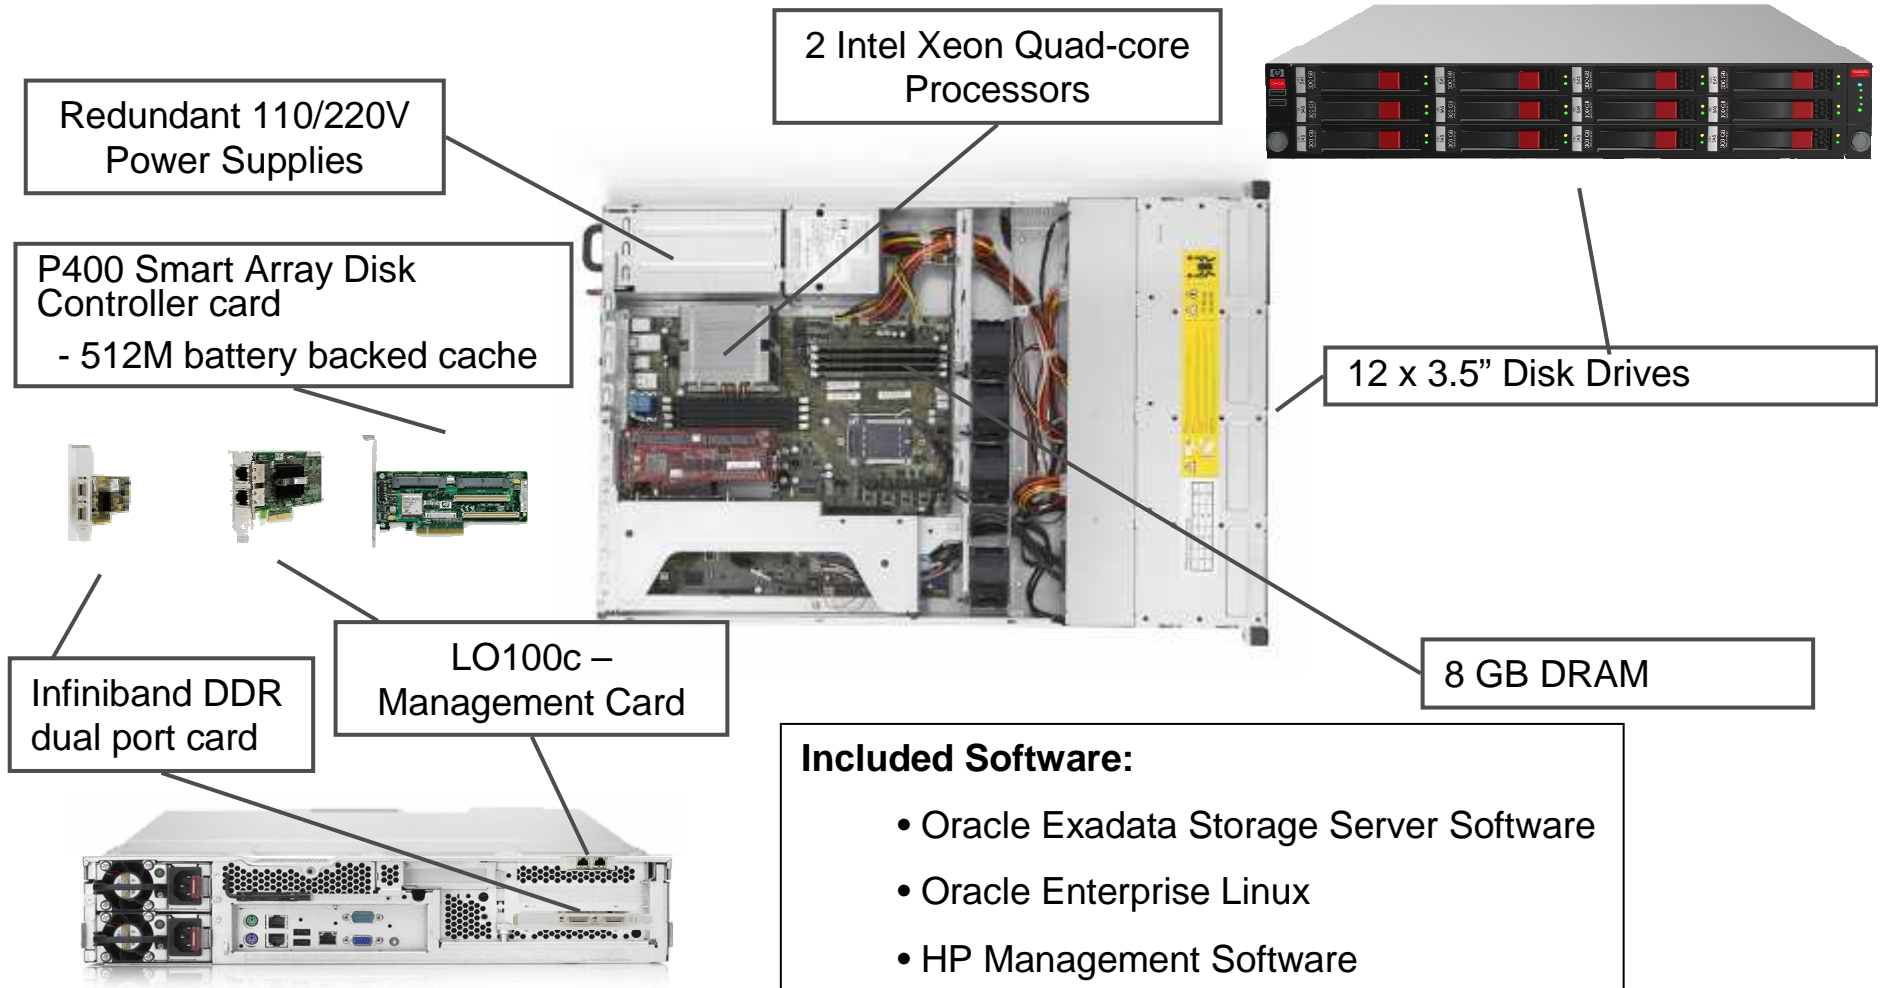 2 Intel Xeon Quad-core
Processors
Redundant 110/220V
Power Supplies
P400 Smart Array Disk
Controller card
- 512M battery backed cache
12 x 3.5” Disk Drives
8 GB DRAM
LO100c –
Management Card
Infiniband DDR
dual port card
Included Software:
• Oracle Exadata Storage Server Software
• Oracle Enterprise Linux
• HP Management Software